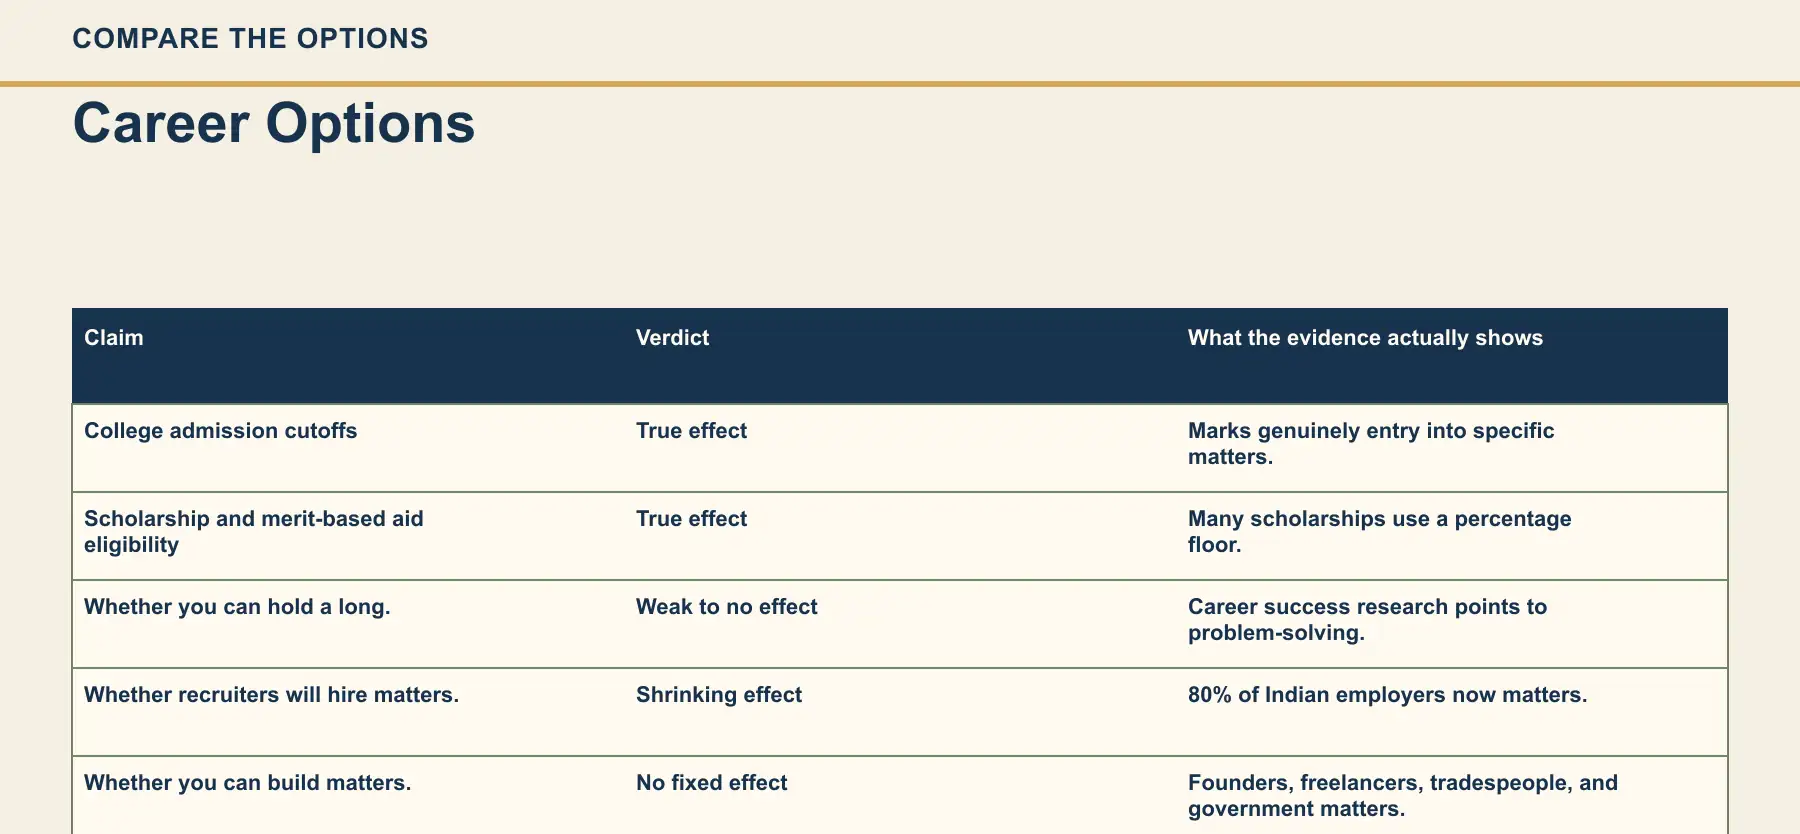 COMPARE THE OPTIONS
Career Options
Claim
Verdict
What the evidence actually shows
College admission cutoffs
True effect
Marks genuinely entry into specific
matters.
Scholarship and merit-based aid
eligibility
True effect
Many scholarships use a percentage
floor.
Whether you can hold a long.
Weak to no effect
Career success research points to
problem-solving.
Whether recruiters will hire matters.
Shrinking effect
80% of Indian employers now matters.
Whether you can build matters.
No fixed effect
Founders, freelancers, tradespeople, and
government matters.